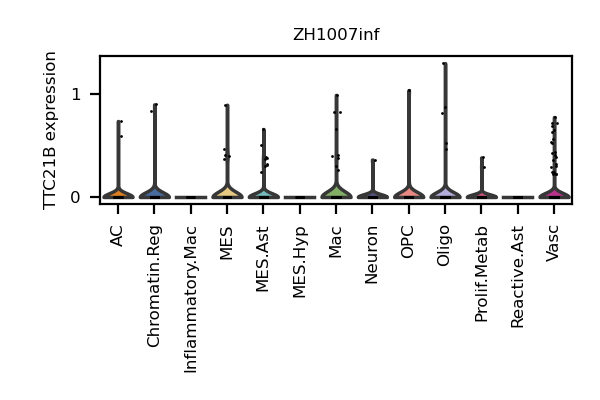 ZH1007inf
TTC21B expression
1
0
AC
Chromatin.Reg
Inflammatory.Mac
MES
MES.Ast
MES.Hyp
Mac
Neuron
OPC
Oligo
Prolif.Metab
Reactive.Ast
Vasc